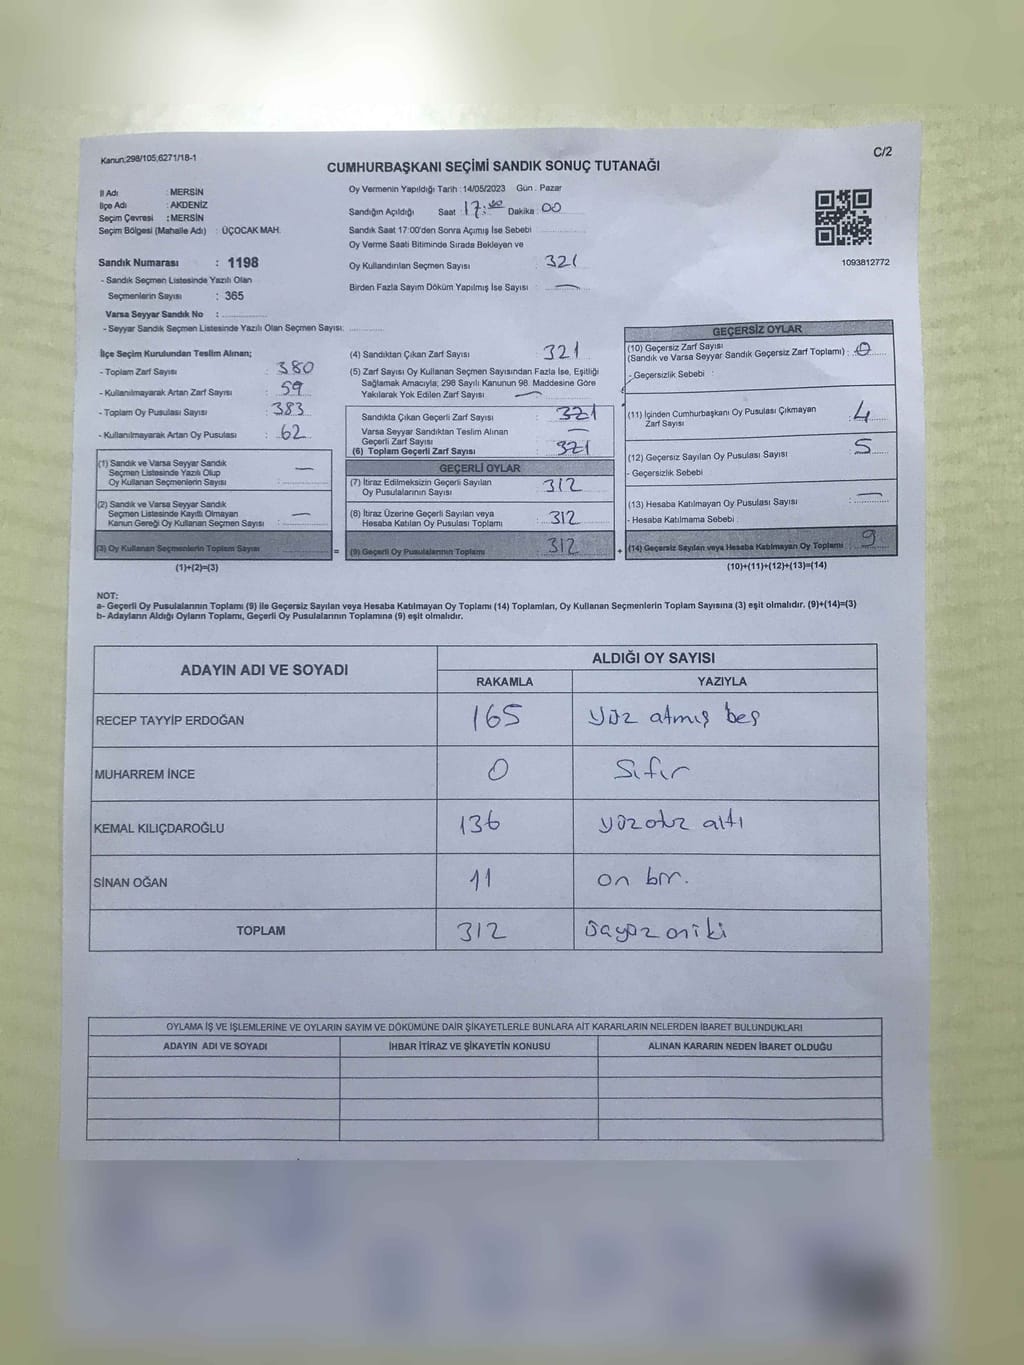 Kanun;298/105,6271/18-1
C/2
CUMHURBAŞKANI SEÇİMİ SANDIK SONUÇ TUTANAĞI
İl Adı : MERSİN
İlçe Adı : AKDENİZ
Seçim Çevresi : MERSİN
Seçim Bölgesi (Mahalle Adı) : ÜÇOCAK MAH.
Sandık Numarası : 1198
- Sandık Seçmen Listesinde Yazılı Olan
Seçmenlerin Sayısı : 365
Varsa Seyyar Sandık No :
- Seyyar Sandık Seçmen Listesinde Yazılı Olan Seçmen Sayısı:
Oy Vermenin Yapıldığı Tarih : 14/05/2023 Gün : Pazar
Sandığın Açıldığı Saat : 17:00 Dakika : 00
Sandık Saat 17:00'den Sonra Açımış İse Sebebi
Oy Verme Saati Bitiminde Sırada Bekleyen ve
Oy Kullandırılan Seçmen Sayısı : 321
Birden Fazla Sayım Döküm Yapılmış İse Sayısı : —
1093812772
İlçe Seçim Kurulundan Teslim Alınan;
- Toplam Zarf Sayısı : 380
- Kullanılmayarak Artan Zarf Sayısı : 59
- Toplam Oy Pusulası Sayısı : 383
- Kullanılmayarak Artan Oy Pusulası : 62
(1) Sandık ve Varsa Seyyar Sandık
Seçmen Listesinde Yazılı Olup
Oy Kullanan Seçmenlerin Sayısı : —
(2) Sandık ve Varsa Seyyar Sandık
Seçmen Listesinde Kayıtlı Olmayan
Kanun Gereği Oy Kullanan Seçmen Sayısı : —
(3) Oy Kullanan Seçmenlerin Toplam Sayısı :
(1)+(2)=(3)
=
(4) Sandıktan Çıkan Zarf Sayısı : 321
(5) Zarf Sayısı Oy Kullanan Seçmen Sayısından Fazla İse, Eşitliği
Sağlamak Amacıyla, 298 Sayılı Kanunun 98. Maddesine Göre
Yakılarak Yok Edilen Zarf Sayısı : —
Sandıkta Çıkan Geçerli Zarf Sayısı : 321
Varsa Seyyar Sandıktan Teslim Alınan
Geçerli Zarf Sayısı : —
(6) Toplam Geçerli Zarf Sayısı : 321
GEÇERLİ OYLAR
(7) İtiraz Edilmeksizin Geçerli Sayılan
Oy Pusulalarının Sayısı : 312
(8) İtiraz Üzerine Geçerli Sayılan veya
Hesaba Katılan Oy Pusulası Toplamı : 312
(9) Geçerli Oy Pusulalarının Toplamı : 312
+
GEÇERSİZ OYLAR
(10) Geçersiz Zarf Sayısı
(Sandık ve Varsa Seyyar Sandık Geçersiz Zarf Toplamı) : 0
- Geçersizlik Sebebi :
(11) İçinden Cumhurbaşkanı Oy Pusulası Çıkmayan
Zarf Sayısı : 4
(12) Geçersiz Sayılan Oy Pusulası Sayısı : 5
- Geçersizlik Sebebi
(13) Hesaba Katılmayan Oy Pusulası Sayısı : —
- Hesaba Katılmama Sebebi :
(14) Geçersiz Sayılan veya Hesaba Katılmayan Oy Toplamı : 9
(10)+(11)+(12)+(13)=(14)
NOT:
a- Geçerli Oy Pusulalarının Toplamı (9) ile Geçersiz Sayılan veya Hesaba Katılmayan Oy Toplamı (14) Toplamları, Oy Kullanan Seçmenlerin Toplam Sayısına (3) eşit olmalıdır. (9)+(14)=(3)
b- Adayların Aldığı Oyların Toplamı, Geçerli Oy Pusulalarının Toplamına (9) eşit olmalıdır.
ADAYIN ADI VE SOYADI ALDIĞI OY SAYISI
RAKAMLA YAZIYLA
RECEP TAYYİP ERDOĞAN 165 yüz atmış beş
MUHARREM İNCE 0 Sıfır
KEMAL KILIÇDAROĞLU 136 yüz otuz altı
SİNAN OĞAN 11 on bir.
TOPLAM 312 üçyüz oniki
OYLAMA İŞ VE İŞLEMLERİNE VE OYLARIN SAYIM VE DÖKÜMÜNE DAİR ŞİKAYETLERLE BUNLARA AİT KARARLARIN NELERDEN İBARET BULUNDUKLARI
ADAYIN ADI VE SOYADI İHBAR İTİRAZ VE ŞİKAYETİN KONUSU ALINAN KARARIN NEDEN İBARET OLDUĞU